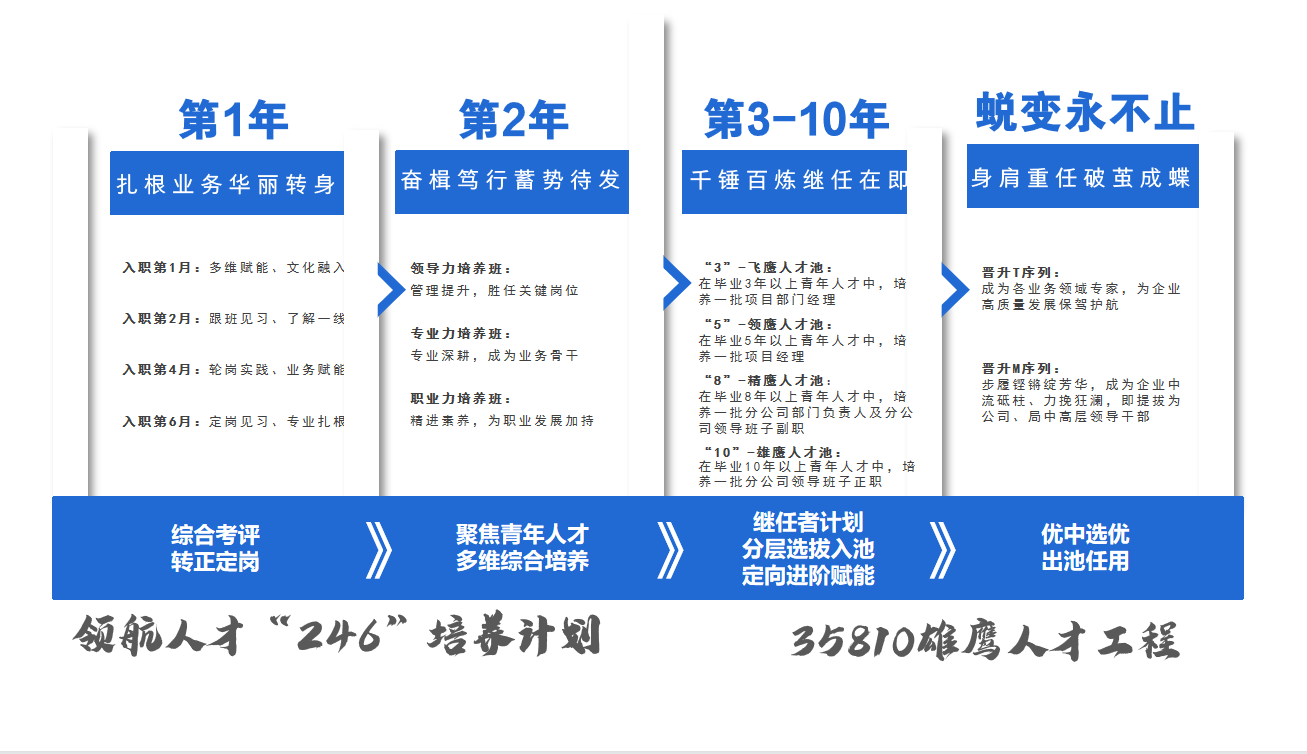 第1年
扎根业务华丽转身
入职第1月：多维赋能、文化融入
入职第2月：跟班见习、了解一线
入职第4月：轮岗实践、业务赋能
入职第6月：定岗见习、专业扎根
第2年
奋楫笃行蓄势待发
领导力培养班：
管理提升，胜任关键岗位
专业力培养班：
专业深耕，成为业务骨干
职业力培养班：
精进素养，为职业发展加持
第3-10年
千锤百炼继任在即
“3”-飞鹰人才池：
在毕业3年以上青年人才中，培
养一批项目部门经理
“5”-领鹰人才池：
在毕业5年以上青年人才中，培
养一批项目经理
“8”-精鹰人才池：
在毕业8年以上青年人才中，培
养一批分公司部门负责人及分公
司领导班子副职
“10”-雄鹰人才池：
在毕业10年以上青年人才中，培
养一批分公司领导班子正职
蜕变永不止
身肩重任破茧成蝶
晋升T序列：
成为各业务领域专家，为企业
高质量发展保驾护航
晋升M序列：
步履铿锵绽芳华，成为企业中
流砥柱、力挽狂澜，即提拔为
公司、局中高层领导干部
综合考评
转正定岗
聚焦青年人才
多维综合培养
继任者计划
分层选拔入池
定向进阶赋能
优中选优
出池任用
领航人才“246”培养计划
35810雄鹰人才工程